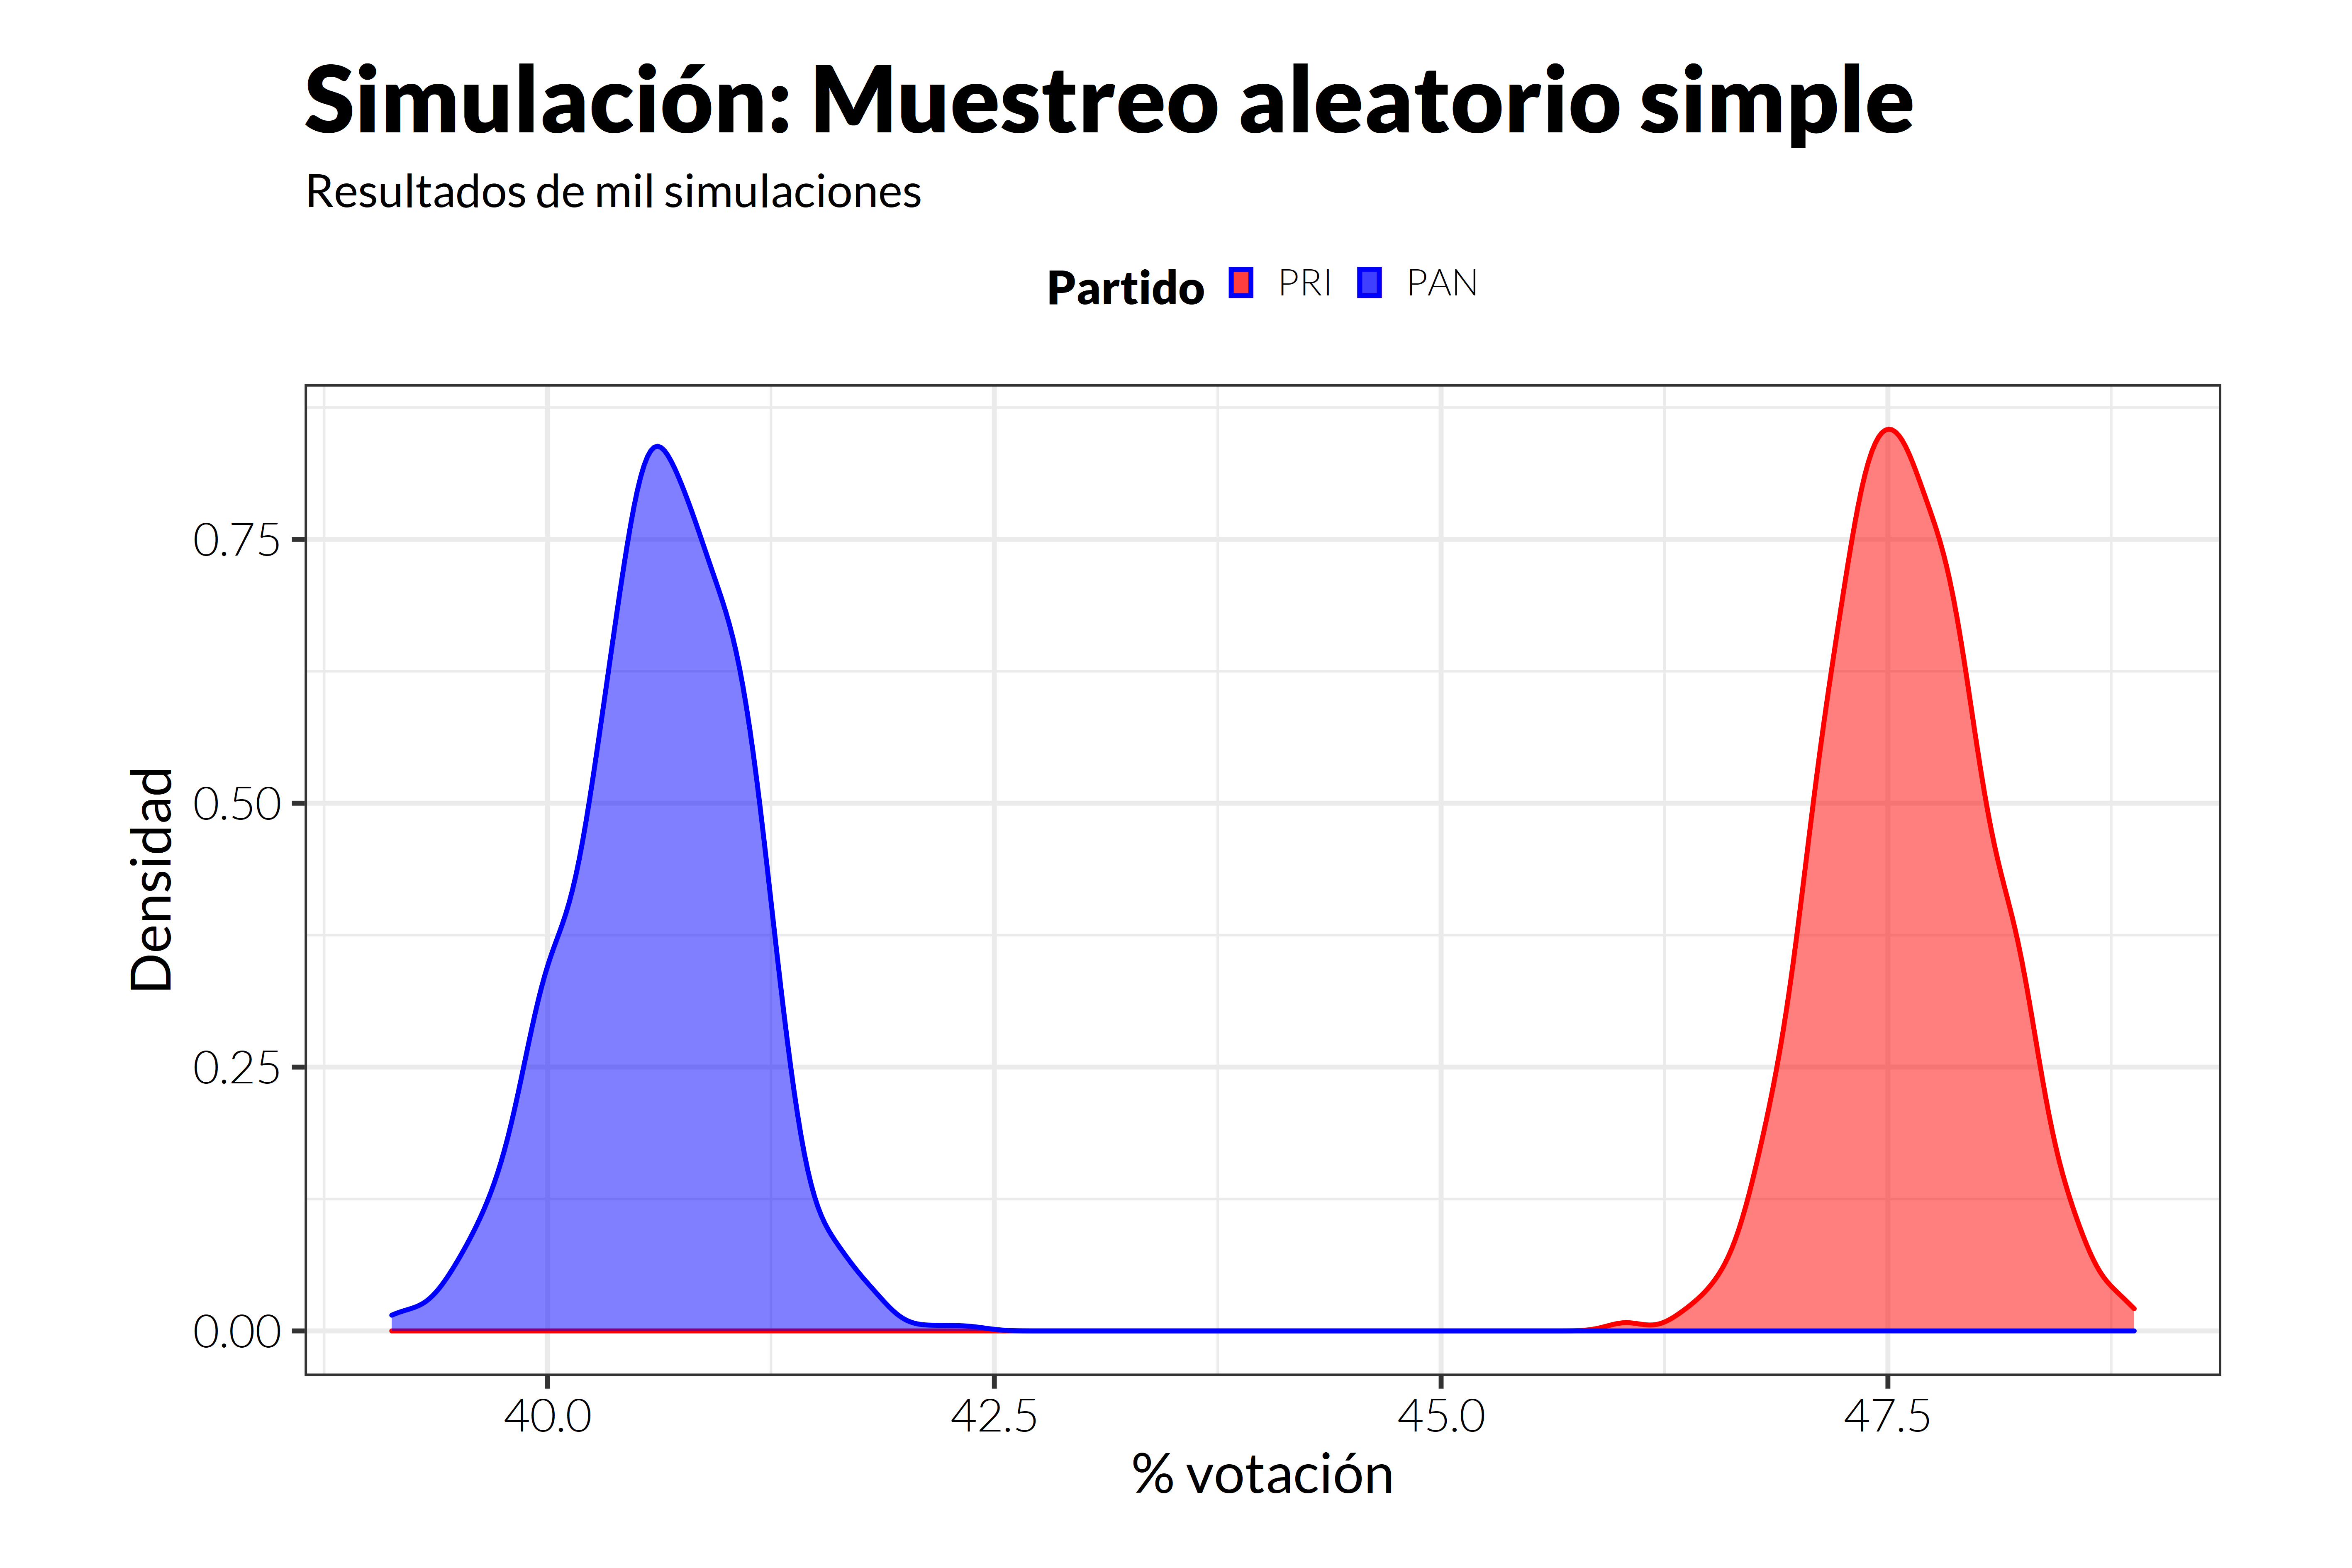 Simulación: Muestreo aleatorio simple
Resultados de mil simulaciones
Partido PRI PAN
Densidad
0.75
0.50
0.25
0.00
40.0 42.5 45.0 47.5
% votación